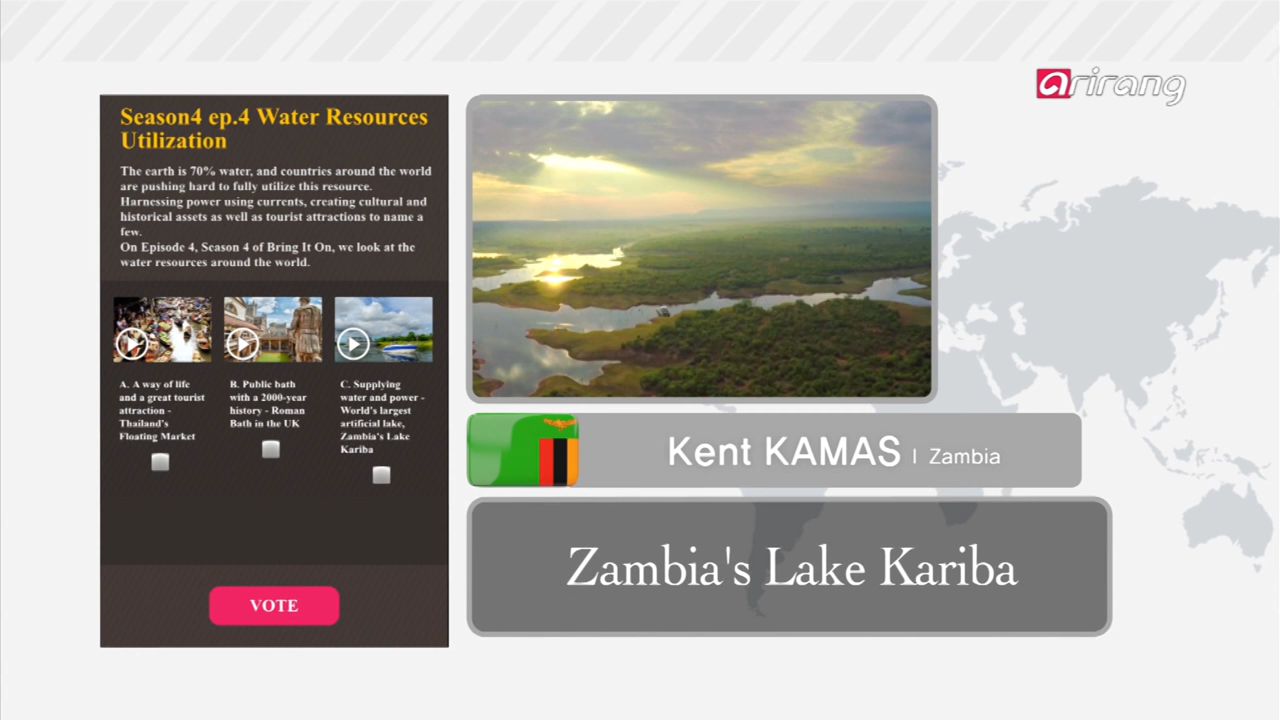 arirang
Season4 ep.4 Water Resources
Utilization
The earth is 70% water, and countries around the world
are pushing hard to fully utilize this resource.
Harnessing power using currents, creating cultural and
historical assets as well as tourist attractions to name a
few.
On Episode 4, Season 4 of Bring It On, we look at the
water resources around the world.
A. A way of life
and a great tourist
attraction -
Thailand's
Floating Market
B. Public bath
with a 2000-year
history - Roman
Bath in the UK
C. Supplying
water and power -
World's largest
artificial lake,
Zambia's Lake
Kariba
VOTE
Kent KAMAS | Zambia
Zambia's Lake Kariba